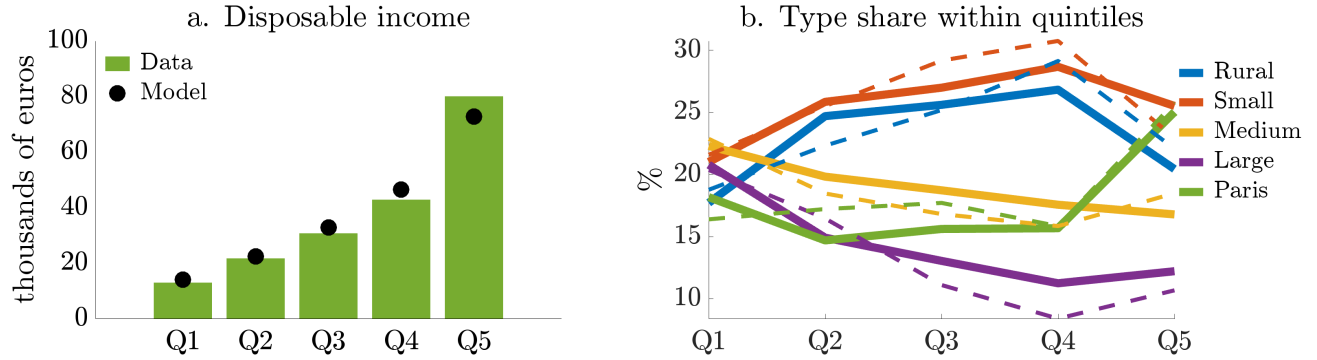 a. Disposable income
thousands of euros
100
80
60
40
20
0
Data
Model
Q1 Q2 Q3 Q4 Q5
b. Type share within quintiles
%
30
25
20
15
10
Q1 Q2 Q3 Q4 Q5
Rural
Small
Medium
Large
Paris